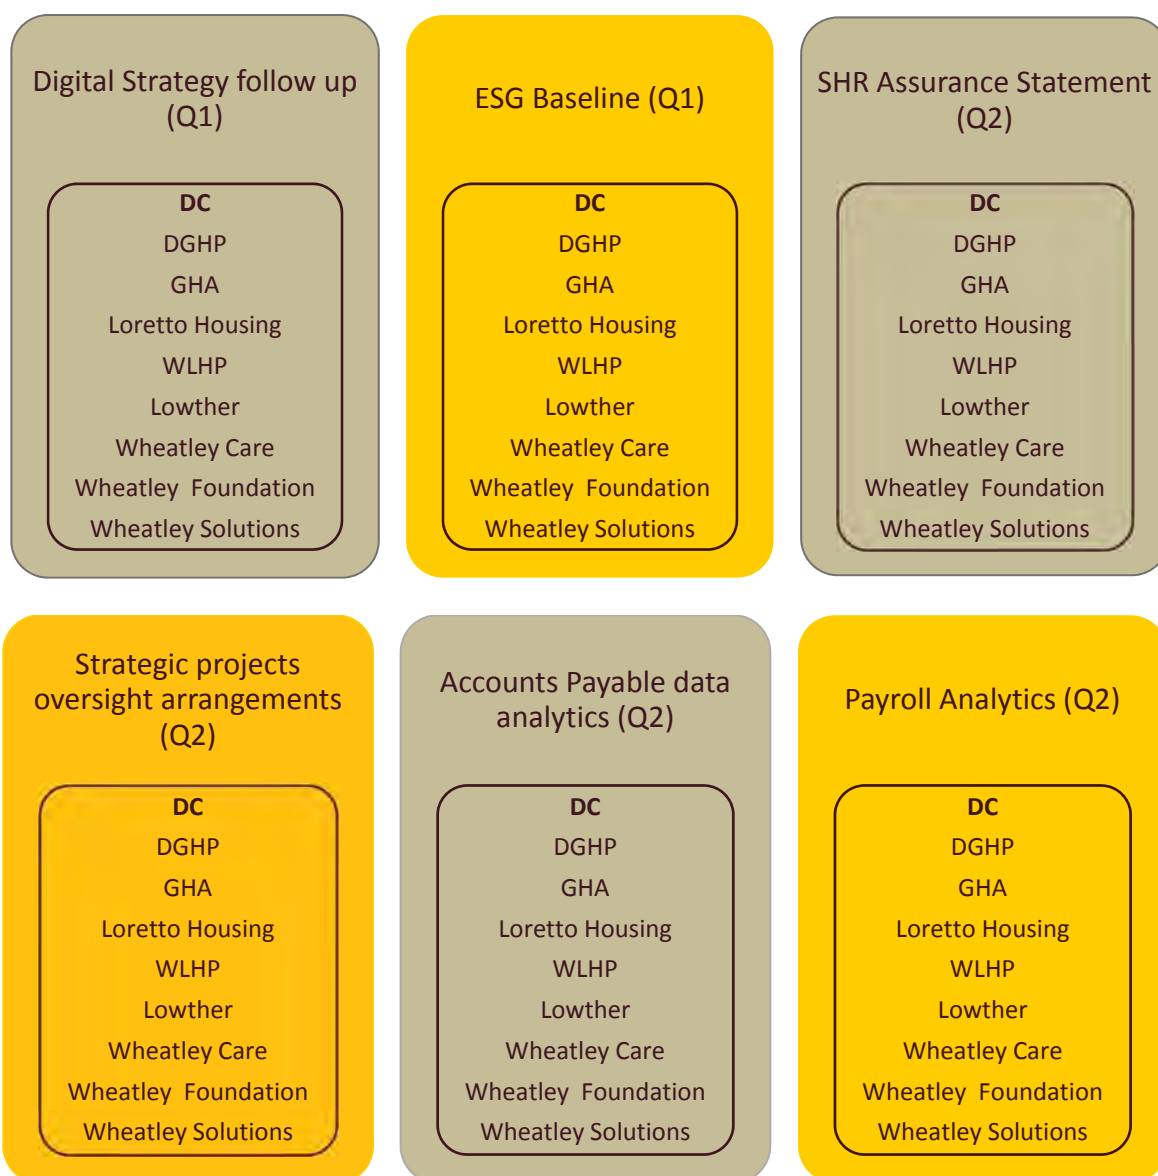 Digital Strategy follow up
(Q1)
DC
DGHP
GHA
Loretto Housing
WLHP
Lowther
Wheatley Care
Wheatley  Foundation
Wheatley Solutions
ESG Baseline (Q1)
DC
DGHP
GHA
Loretto Housing
WLHP
Lowther
Wheatley Care
Wheatley  Foundation
Wheatley Solutions
SHR Assurance Statement
(Q2)
DC
DGHP
GHA
Loretto Housing
WLHP
Lowther
Wheatley Care
Wheatley  Foundation
Wheatley Solutions
Strategic projects
oversight arrangements
(Q2)
DC
DGHP
GHA
Loretto Housing
WLHP
Lowther
Wheatley Care
Wheatley  Foundation
Wheatley Solutions
Accounts Payable data
analytics (Q2)
DC
DGHP
GHA
Loretto Housing
WLHP
Lowther
Wheatley Care
Wheatley  Foundation
Wheatley Solutions
Payroll Analytics (Q2)
DC
DGHP
GHA
Loretto Housing
WLHP
Lowther
Wheatley Care
Wheatley  Foundation
Wheatley Solutions